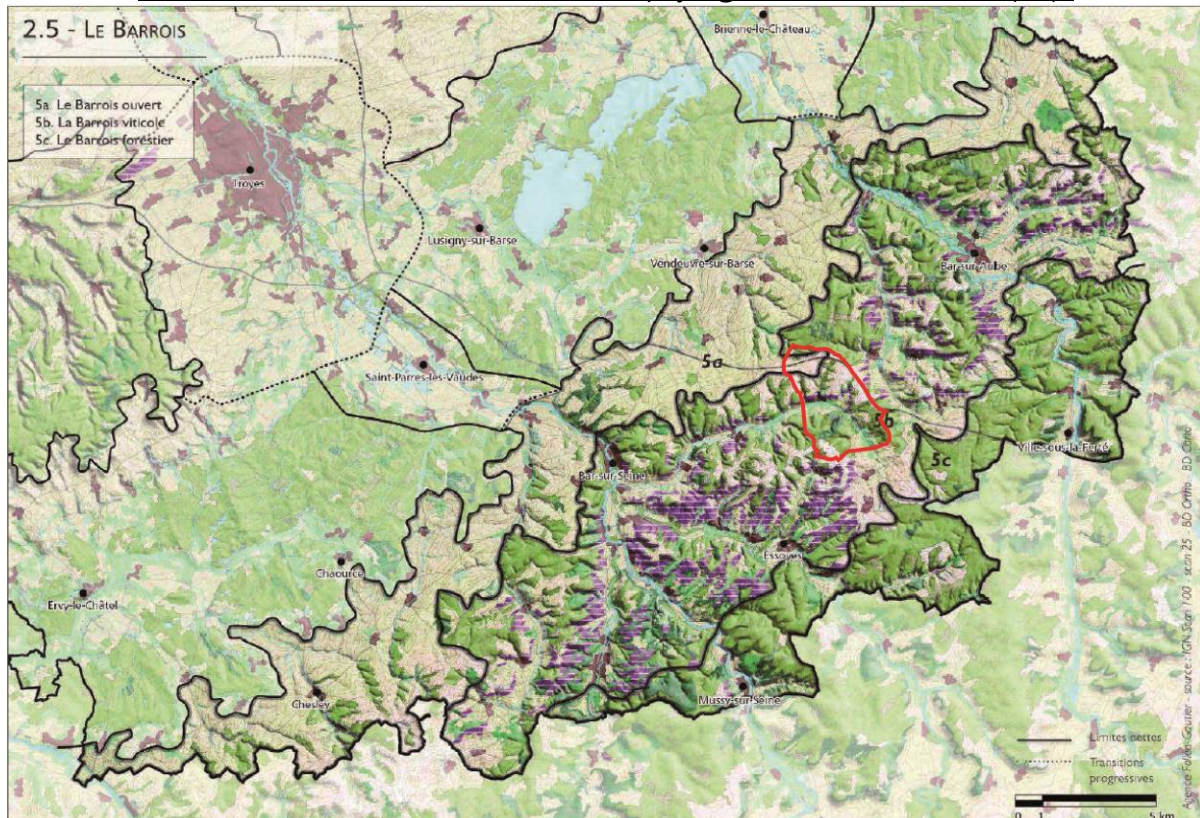 2.5 - LE BARROIS
5a. Le Barrois ouvert
5b. La Barrois viticole
5c. Le Barrois forestier
Brienne-le-Château
Troyes
Lusigny-sur-Barse
Vendeuvre-sur-Barse
Bar-sur-Aube
5a
Saint-Parres-les-Vaudes
5b
Ville-sous-la-Ferté
5c
Bar-sur-Seine
Essoyes
Chaource
Ervy-le-Châtel
Chesley
Mussy-sur-Seine
Limites nettes
Transitions
progressives
0 1 5 km